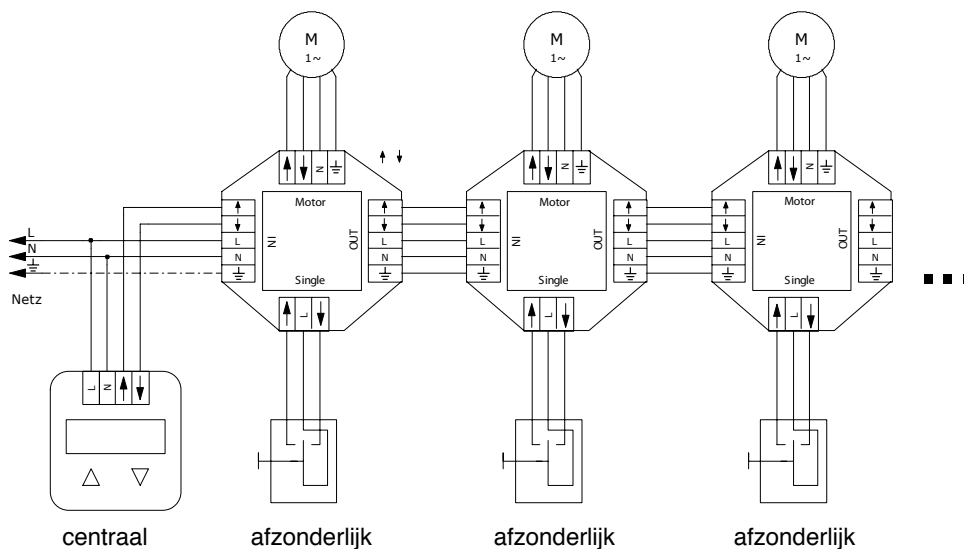 M
1~
M
1~
M
1~
N
N
N
Motor
Motor
Motor
L
N
Netz
L
N
IN
OUT
L
N
L
N
IN
OUT
L
N
L
N
IN
OUT
L
N
Single
Single
Single
L
L
L
L
N
centraal
afzonderlijk
afzonderlijk
afzonderlijk